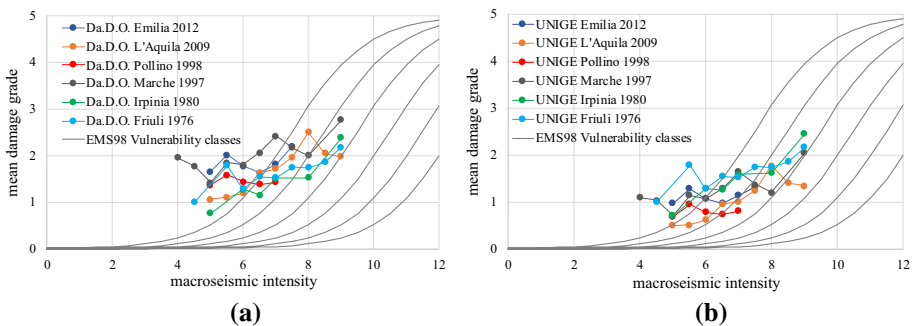 (a)
5
4
3
2
1
0
mean damage grade
Da.D.O. Emilia 2012
Da.D.O. L'Aquila 2009
Da.D.O. Pollino 1998
Da.D.O. Marche 1997
Da.D.O. Irpinia 1980
Da.D.O. Friuli 1976
EMS98 Vulnerability classes
0 2 4 6 8 10 12
macroseismic intensity
(a)
(b)
5
4
3
2
1
0
mean damage grade
UNIGE Emilia 2012
UNIGE L'Aquila 2009
UNIGE Pollino 1998
UNIGE Marche 1997
UNIGE Irpinia 1980
UNIGE Friuli 1976
EMS98 Vulnerability classes
0 2 4 6 8 10 12
macroseismic intensity
(b)